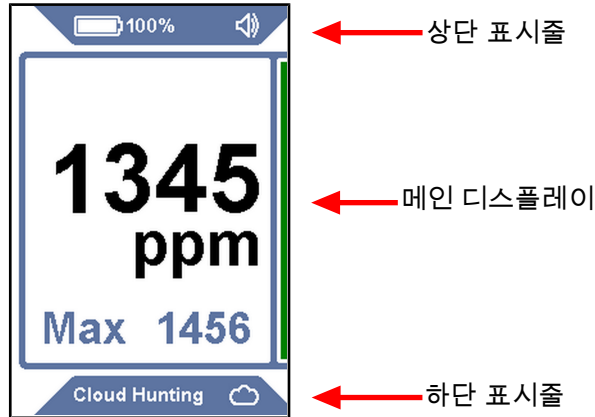 100%
상단 표시줄
1345
ppm
메인 디스플레이
Max 1456
Cloud Hunting
하단 표시줄